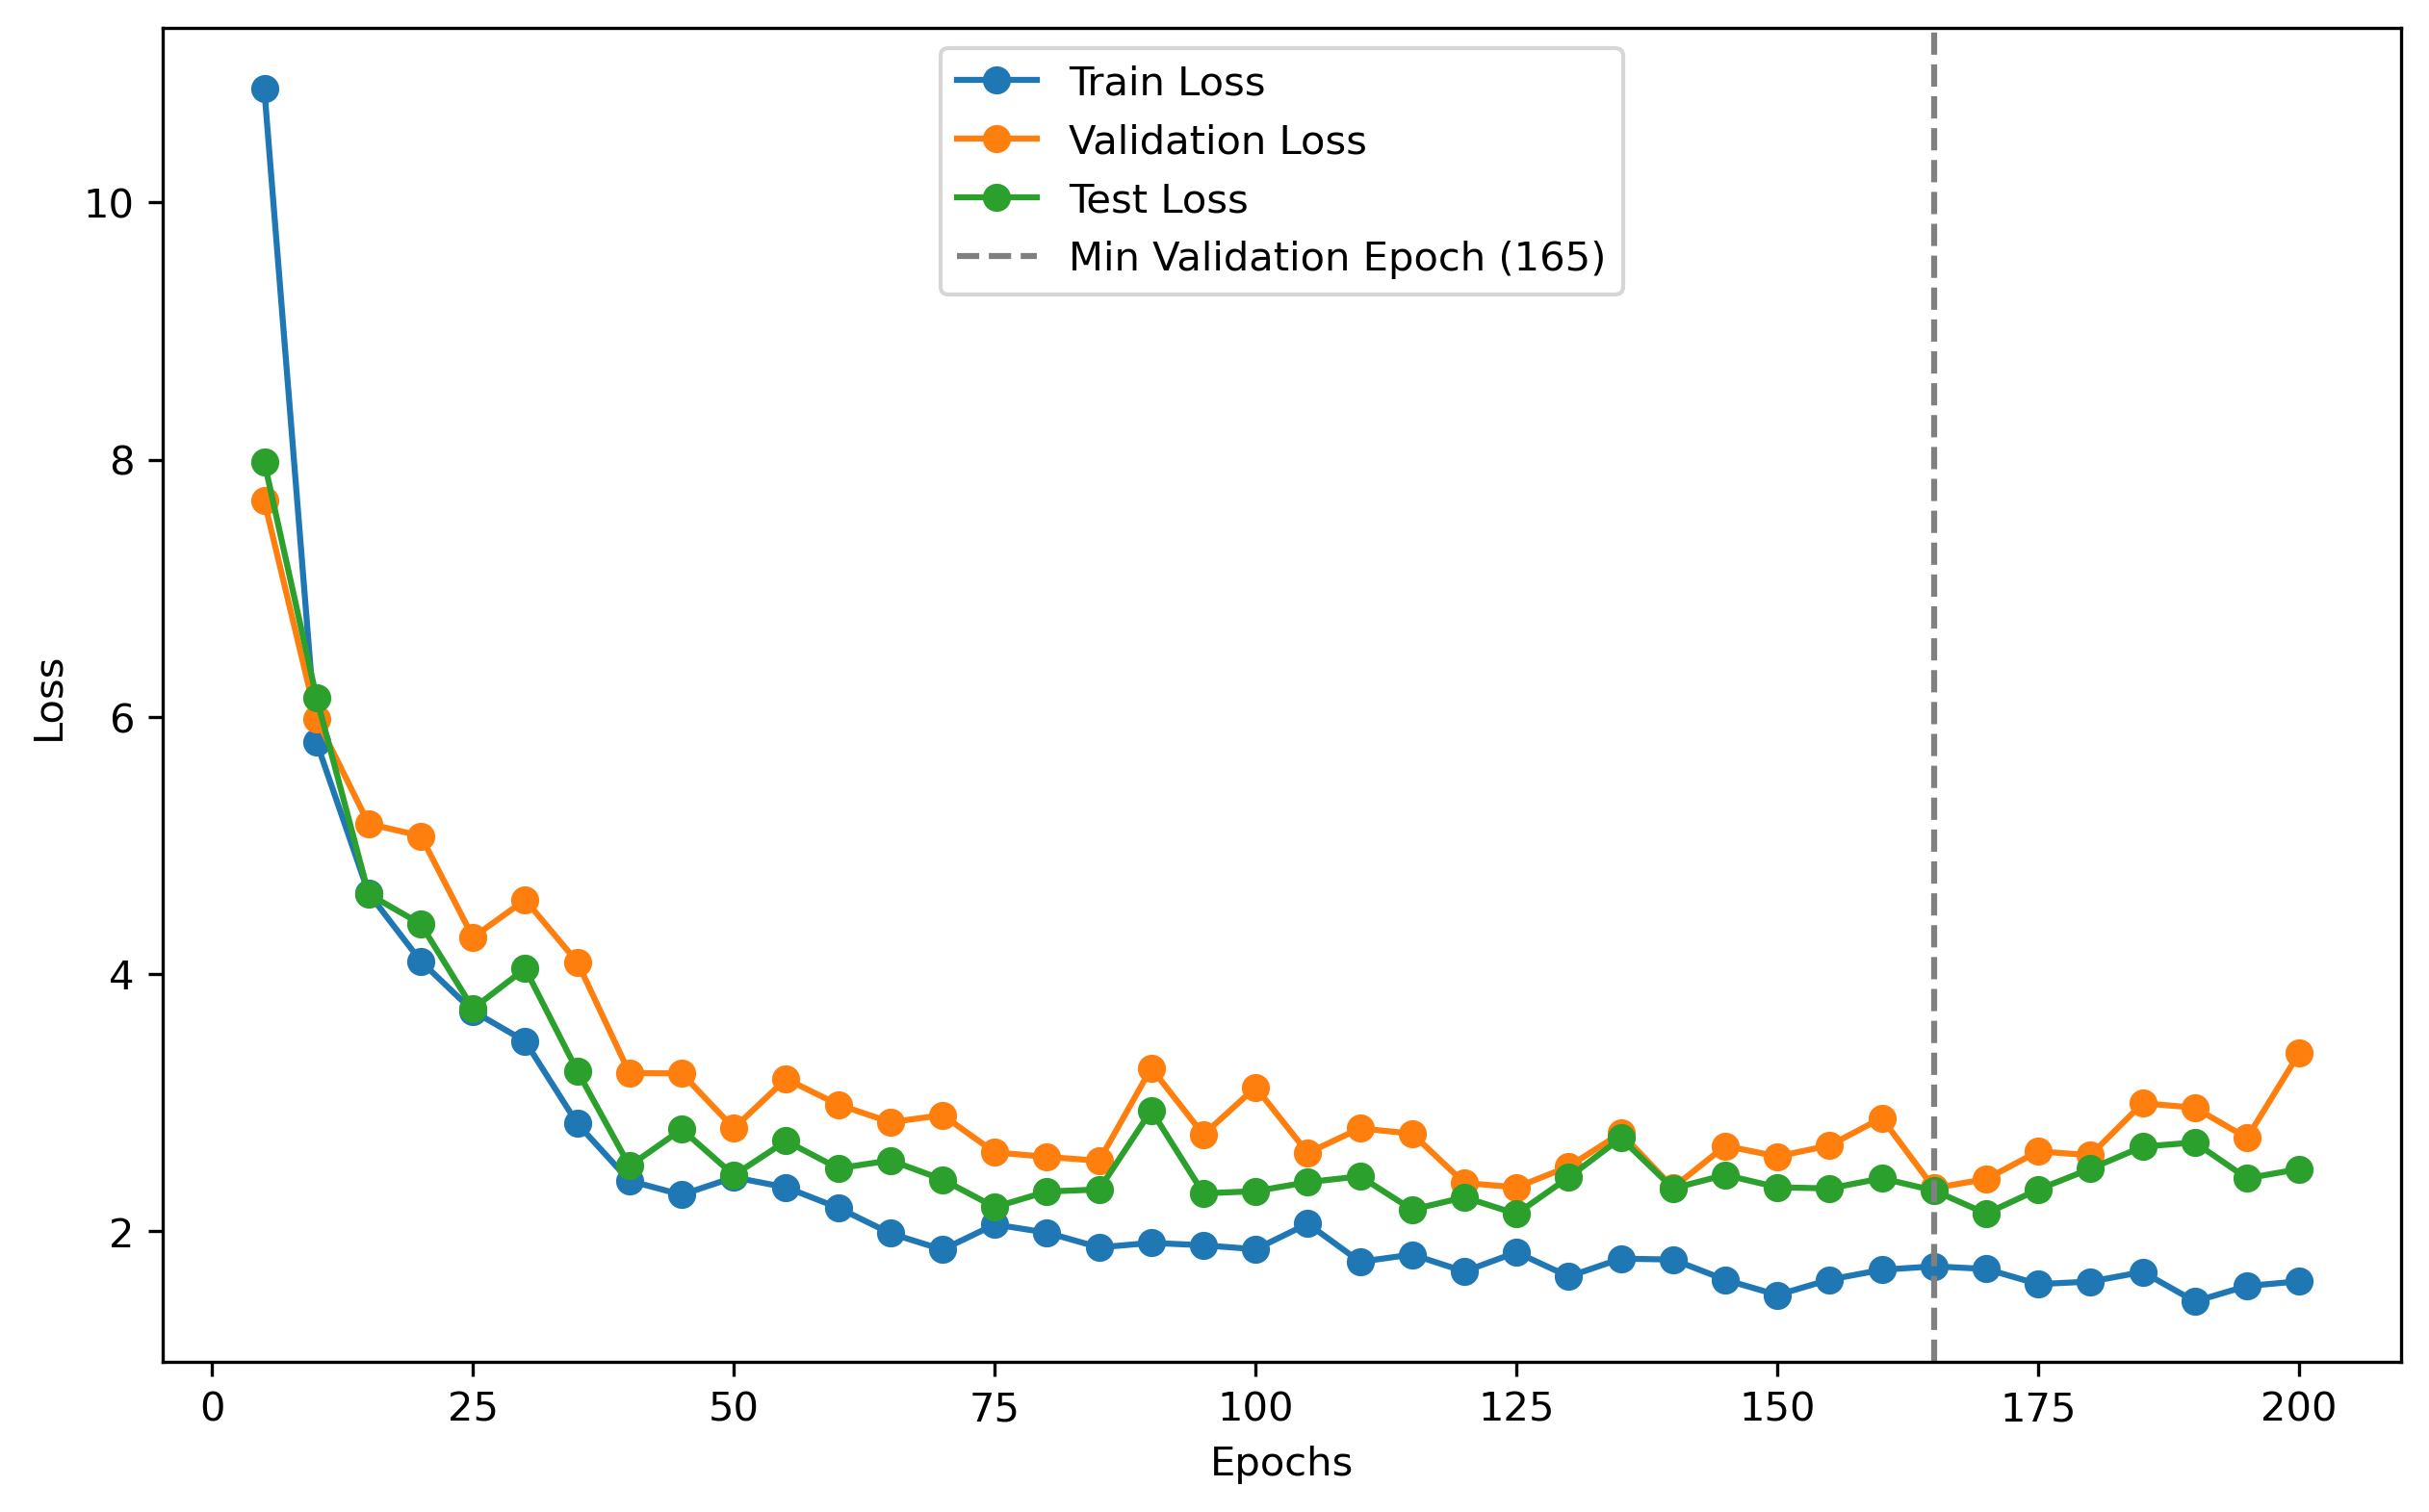 Train Loss
Validation Loss
Test Loss
Min Validation Epoch (165)
10
8
6
4
2
Loss
0 25 50 75 100 125 150 175 200
Epochs